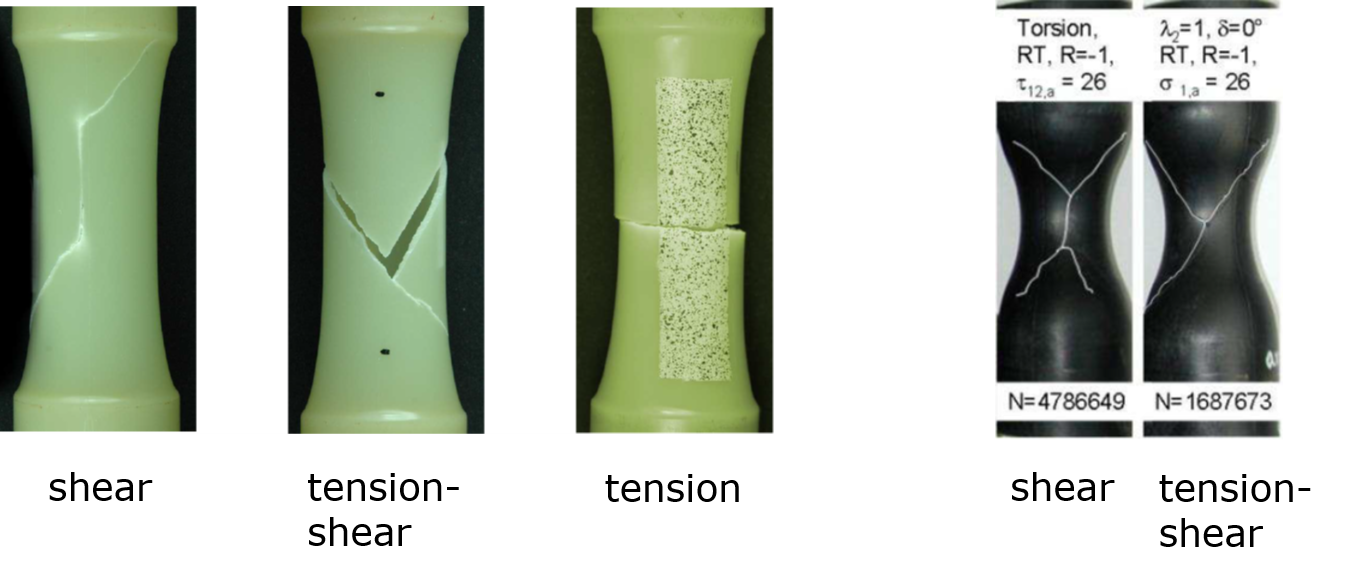 Torsion,
RT, R=-1,
τ12,a = 26
λ2=1, δ=0°
RT, R=-1,
σ 1,a = 26
N=4786649
N=1687673
shear
tension-
shear
tension
shear
tension-
shear